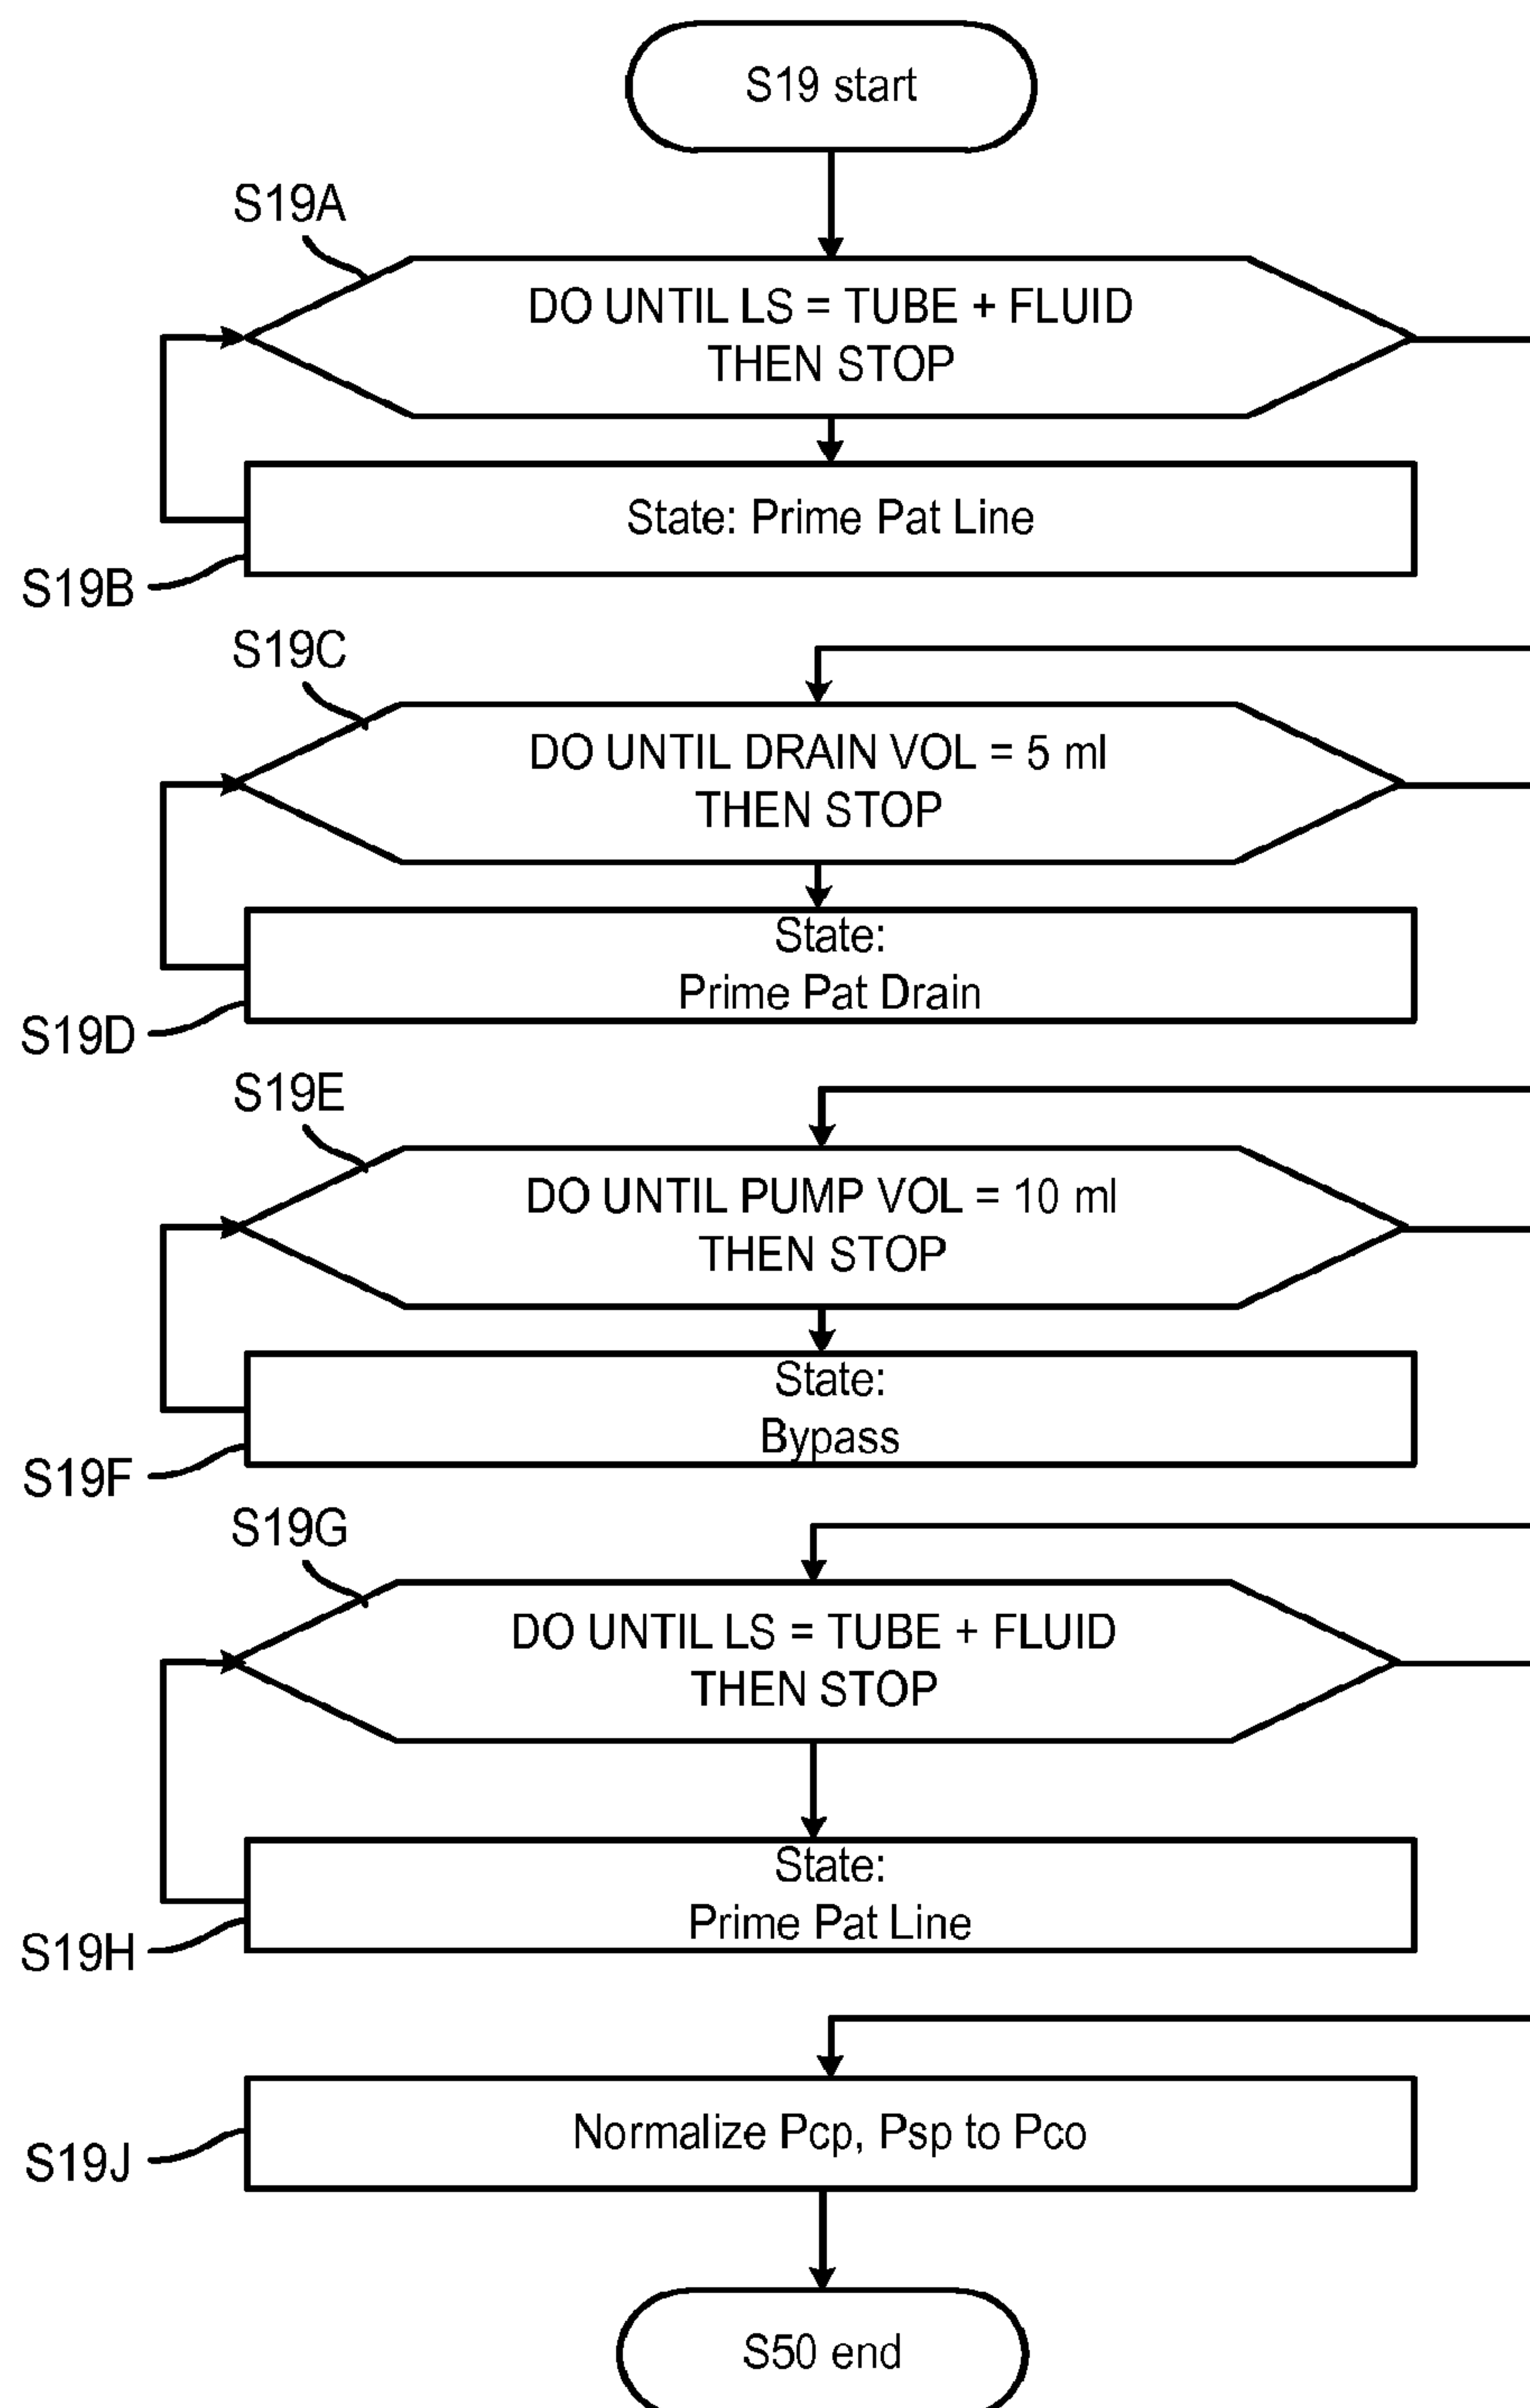 S19 start
S19A
DO UNTIL LS = TUBE + FLUID
THEN STOP
State: Prime Pat Line
S19B
S19C
DO UNTIL DRAIN VOL = 5 ml
THEN STOP
State:
Prime Pat Drain
S19D
S19E
DO UNTIL PUMP VOL = 10 ml
THEN STOP
State:
Bypass
S19F
S19G
DO UNTIL LS = TUBE + FLUID
THEN STOP
State:
Prime Pat Line
S19H
Normalize Pcp, Psp to Pco
S19J
S50 end